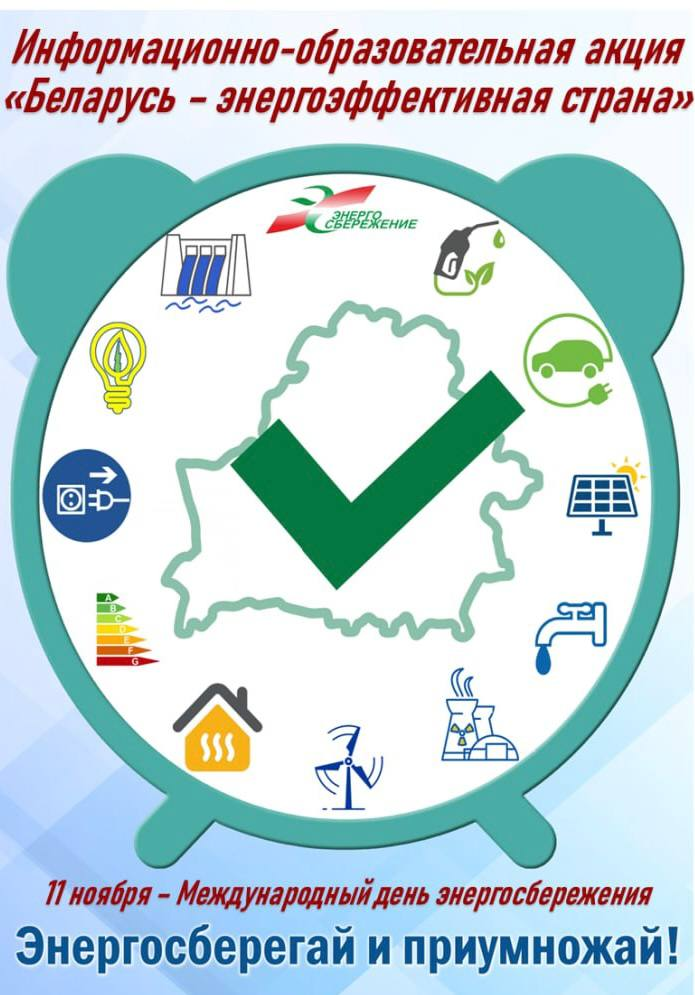 Информационно-образовательная акция
«Беларусь – энергоэффективная страна»
ЭНЕРГО
СБЕРЕЖЕНИЕ
A
B
C
D
E
F
G
11 ноября – Международный день энергосбережения
Энергосберегай и приумножай!